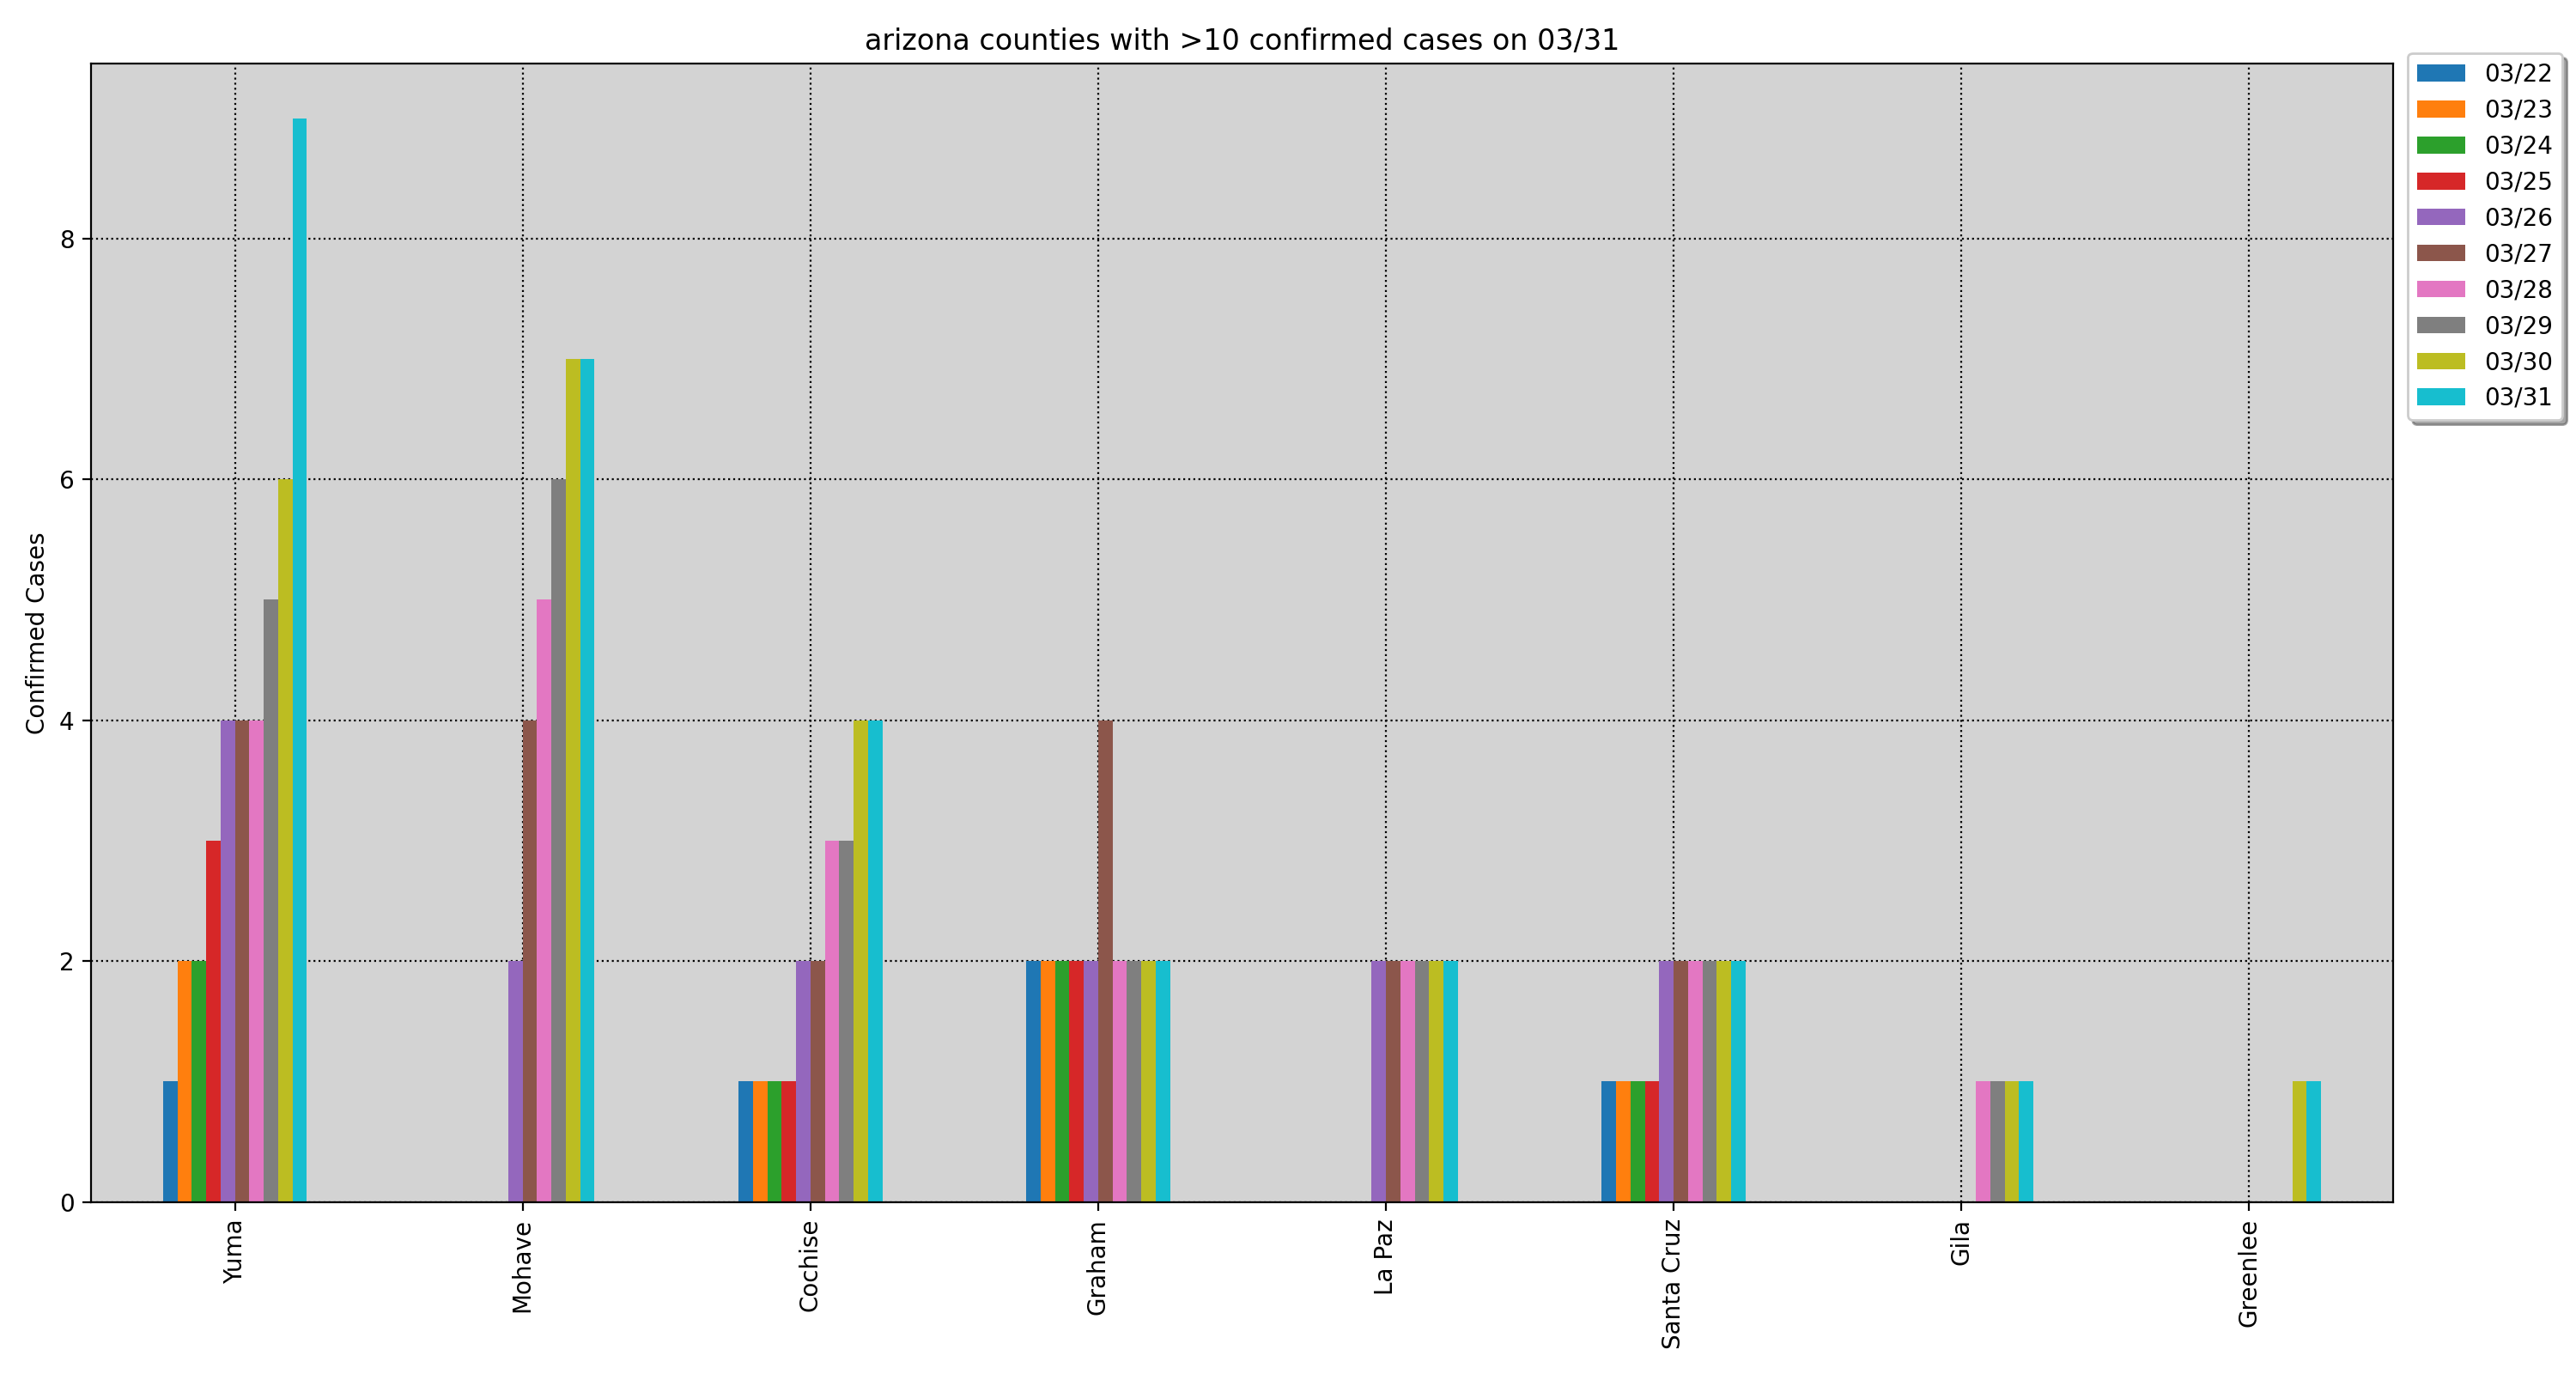 arizona counties with >10 confirmed cases on 03/31
03/22
03/23
03/24
03/25
03/26
03/27
03/28
03/29
03/30
03/31
Confirmed Cases
8
6
4
2
0
Yuma
Mohave
Cochise
Graham
La Paz
Santa Cruz
Gila
Greenlee